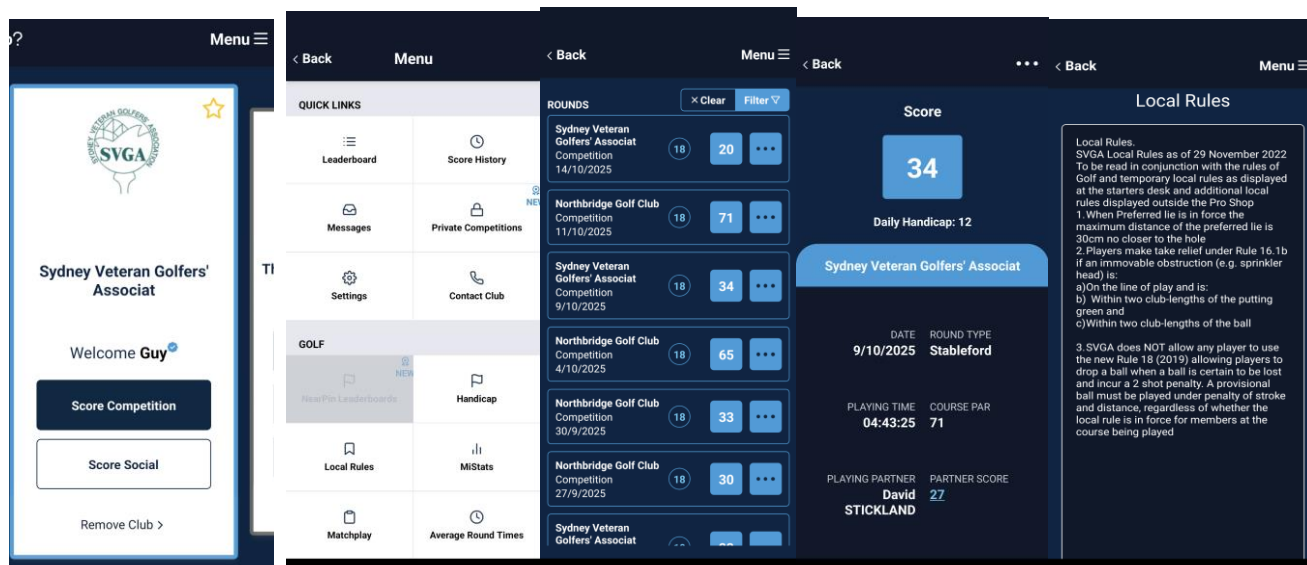 ?
Menu
SYDNEY VETERAN GOLFERS' ASSOCIATION
SVGA
Sydney Veteran Golfers'
Associat
Welcome Guy
Score Competition
Score Social
Remove Club >
< Back
Menu
QUICK LINKS
Leaderboard
Score History
Messages
Private Competitions
Settings
Contact Club
GOLF
NEW
NewPin Leaderboards
Handicap
Local Rules
MiStats
Matchplay
Average Round Times
< Back
Menu
ROUNDS
× Clear
Filter
Sydney Veteran
Golfers' Associat
Competition
14/10/2025
18
20
Northbridge Golf Club
Competition
11/10/2025
18
71
Sydney Veteran
Golfers' Associat
Competition
9/10/2025
18
34
Northbridge Golf Club
Competition
4/10/2025
18
65
Northbridge Golf Club
Competition
30/9/2025
18
33
Northbridge Golf Club
Competition
27/9/2025
18
30
Sydney Veteran
Golfers' Associat
< Back
Score
34
Daily Handicap: 12
Sydney Veteran Golfers' Associat
DATE
9/10/2025
ROUND TYPE
Stableford
PLAYING TIME
04:43:25
COURSE PAR
71
PLAYING PARTNER
David
STICKLAND
PARTNER SCORE
27
< Back
Menu
Local Rules
Local Rules.
SVGA Local Rules as of 29 November 2022
To be read in conjunction with the rules of
Golf and temporary local rules as displayed
at the starters desk and additional local
rules displayed outside the Pro Shop
1.When Preferred lie is in force the
maximum distance of the preferred lie is
30cm no closer to the hole
2.Players make take relief under Rule 16.1b
if an immovable obstruction (e.g. sprinkler
head) is:
a)On the line of play and is:
b) Within two club-lengths of the putting
green and
c)Within two club-lengths of the ball
3.SVGA does NOT allow any player to use
the new Rule 18 (2019) allowing players to
drop a ball when a ball is certain to be lost
and incur a 2 shot penalty. A provisional
ball must be played under penalty of stroke
and distance, regardless of whether the
local rule is in force for members at the
course being played